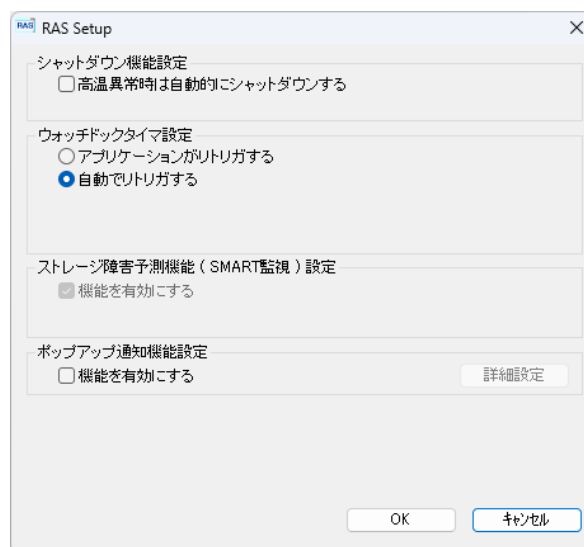 RAS RAS Setup
シャットダウン機能設定
高温異常時は自動的にシャットダウンする
ウォッチドックタイマ設定
アプリケーションがリトリガする
自動でリトリガする
ストレージ障害予測機能 ( SMART監視 ) 設定
機能を有効にする
ポップアップ通知機能設定
機能を有効にする 詳細設定
OK キャンセル